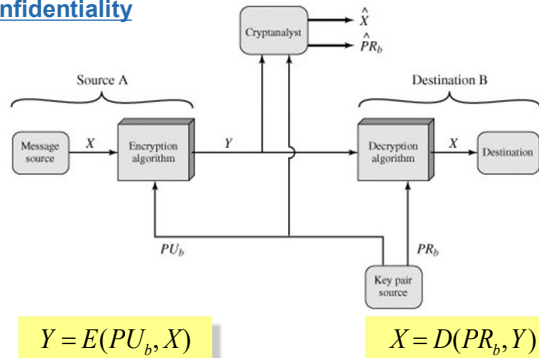 nfidentiality
Cryptanalyst
X̂
P̂R_b
Source A
Destination B
Message source
X
Encryption algorithm
Y
Decryption algorithm
X
Destination
PU_b
PR_b
Key pair source
Y = E(PU_b, X)
X = D(PR_b, Y)